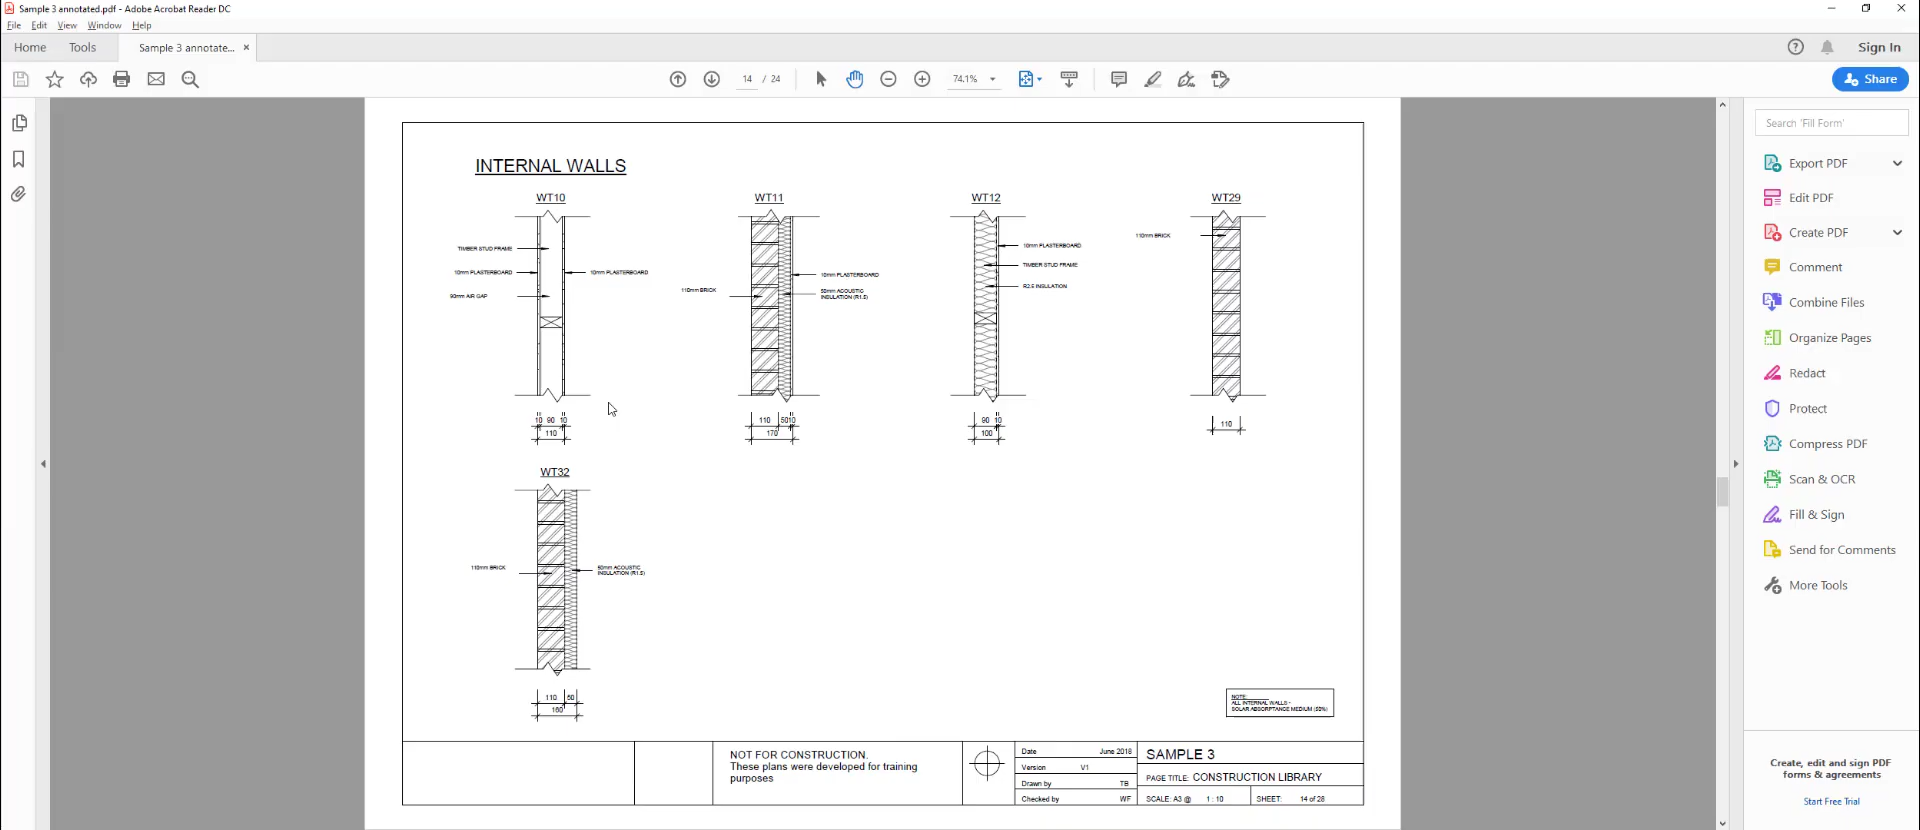 Sample 3 annotated.pdf - Adobe Acrobat Reader DC
File Edit View Window Help
Home Tools Sample 3 annotate... ×
Sign In
14 / 24
74.1%
Share
Search 'Fill Form'
Export PDF
Edit PDF
Create PDF
Comment
Combine Files
Organize Pages
Redact
Protect
Compress PDF
Scan & OCR
Fill & Sign
Send for Comments
More Tools
Create, edit and sign PDF
forms & agreements
Start Free Trial
INTERNAL WALLS
WT10
TIMBER STUD FRAME
10mm PLASTERBOARD
10mm PLASTERBOARD
90mm AIR GAP
10 90 10
110
WT11
10mm PLASTERBOARD
110mm BRICK
50mm ACOUSTIC
INSULATION (R1.5)
110 50 10
170
WT12
10mm PLASTERBOARD
TIMBER STUD FRAME
R2.5 INSULATION
90 10
100
WT29
110mm BRICK
110
WT32
110mm BRICK
50mm ACOUSTIC
INSULATION (R1.5)
110 50
160
NOTE:
ALL INTERNAL WALLS -
SOLAR ABSORPTANCE MEDIUM (50%)
NOT FOR CONSTRUCTION.
These plans were developed for training
purposes
Date June 2018
Version V1
Drawn by TB
Checked by WF
SAMPLE 3
PAGE TITLE: CONSTRUCTION LIBRARY
SCALE: A3 @ 1 : 10
SHEET: 14 of 28